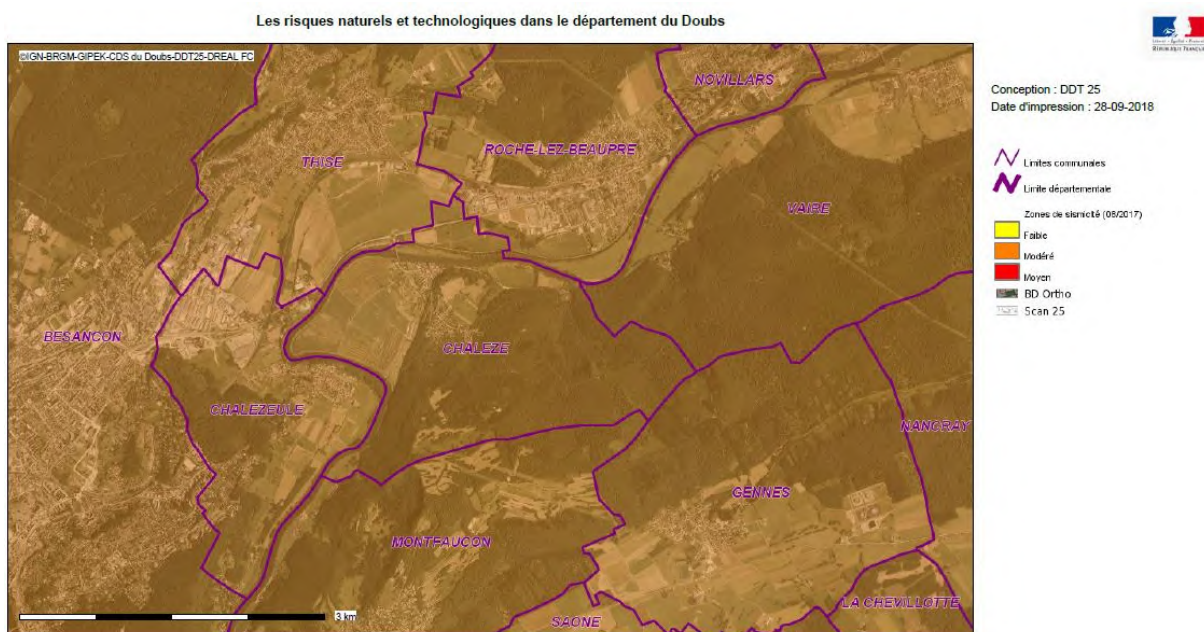 Les risques naturels et technologiques dans le département du Doubs
©IGN-BRGM-GIPEK-CDS du Doubs-DDT25-DREAL FC
RÉPUBLIQUE FRANÇAISE
Conception : DDT 25
Date d'impression : 28-09-2018
Limites communales
Limite départementale
Zones de sismicité (08/2017)
Faible
Modéré
Moyen
BD Ortho
Scan 25
NOVILLARS
THISE
ROCHE-LEZ-BEAUPRE
VAIRE
BESANCON
CHALEZE
CHALEZEULE
NANCRAY
GENNES
MONTFAUCON
LA CHEVILLOTTE
SAONE
3 km